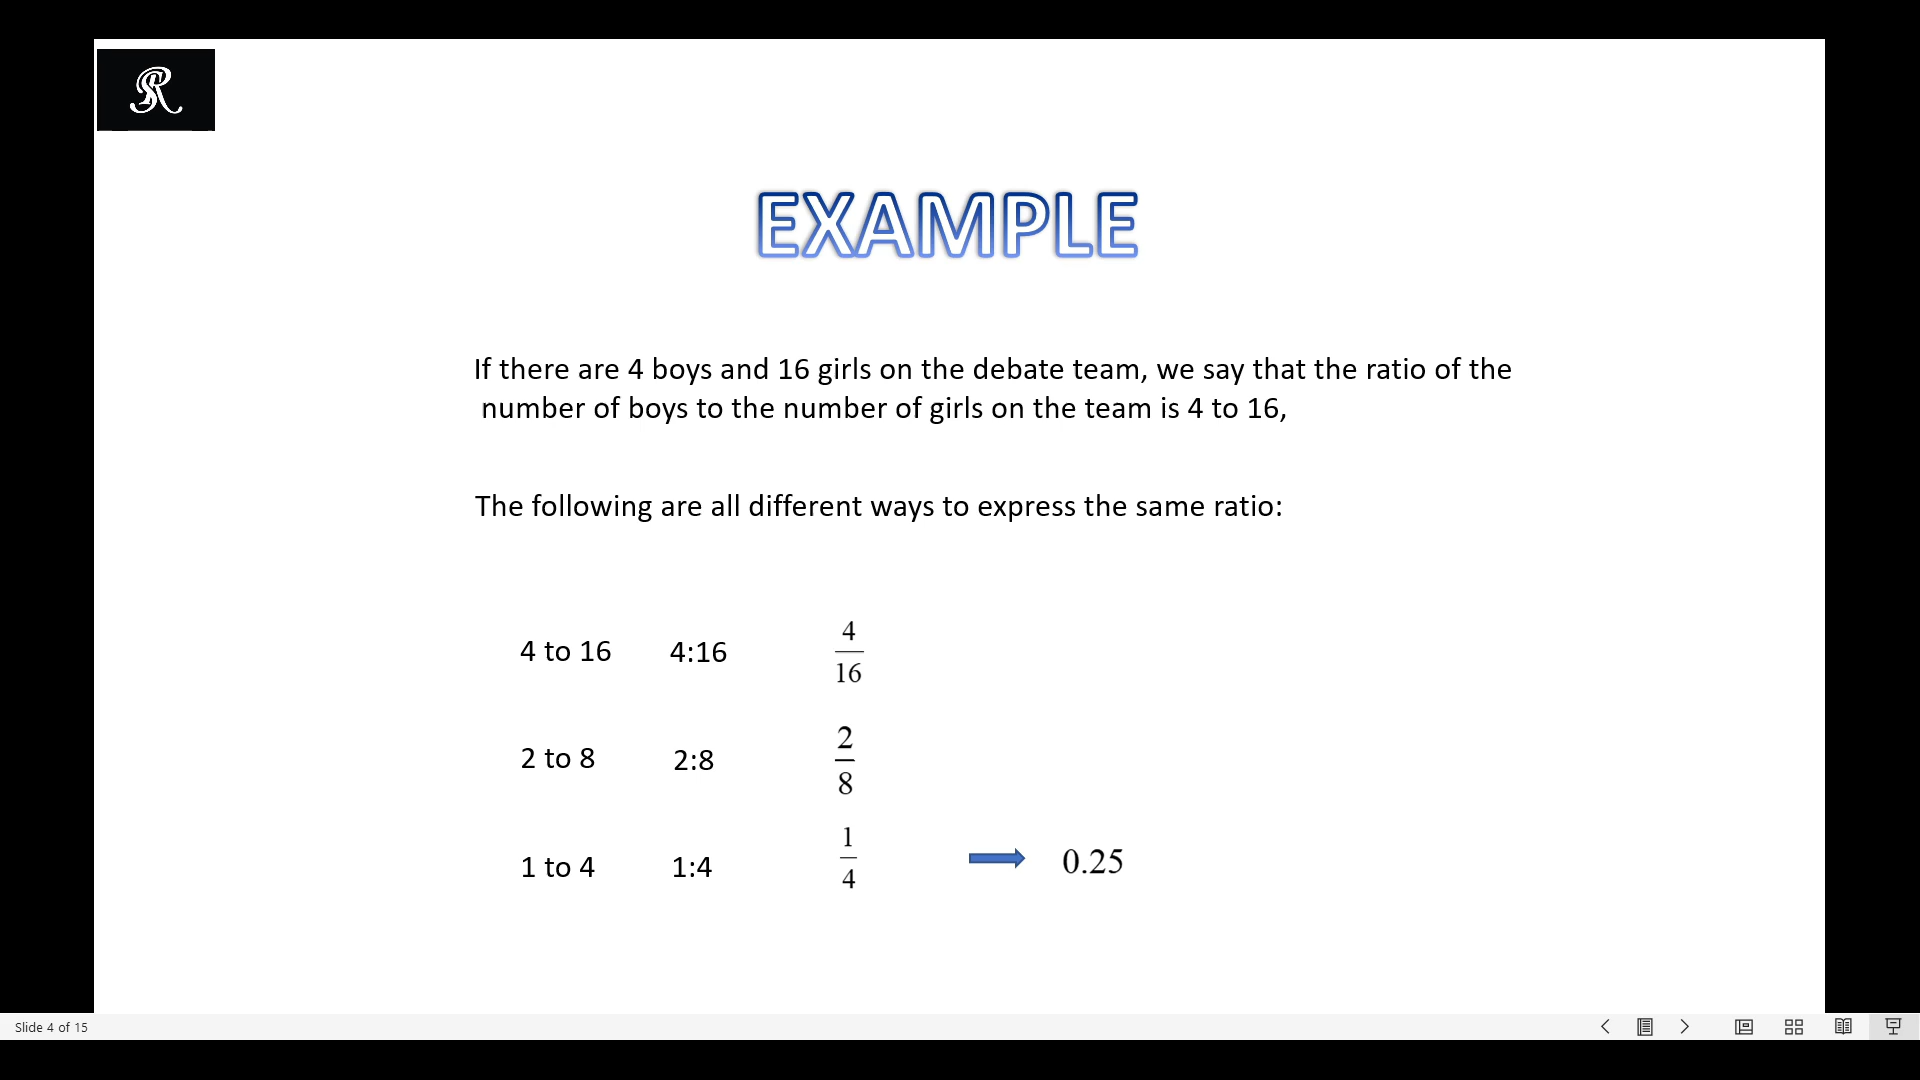 SR
EXAMPLE
If there are 4 boys and 16 girls on the debate team, we say that the ratio of the
number of boys to the number of girls on the team is 4 to 16,
The following are all different ways to express the same ratio:
4 to 16 4:16 4/16
2 to 8 2:8 2/8
1 to 4 1:4 1/4 0.25
Slide 4 of 15